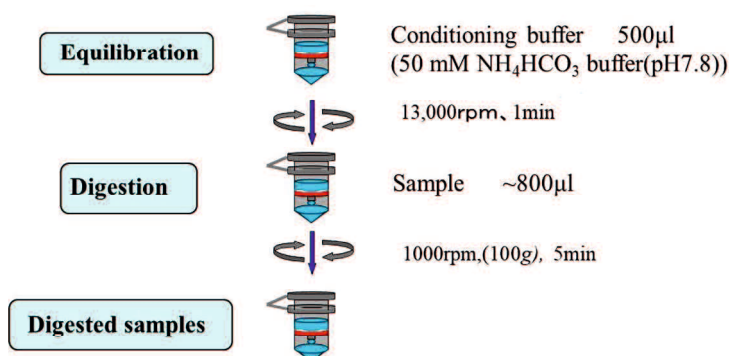 Equilibration
Conditioning buffer 500μl
(50 mM NH₄HCO₃ buffer(pH7.8))
13,000rpm、1min
Digestion
Sample ~800μl
1000rpm,(100g), 5min
Digested samples